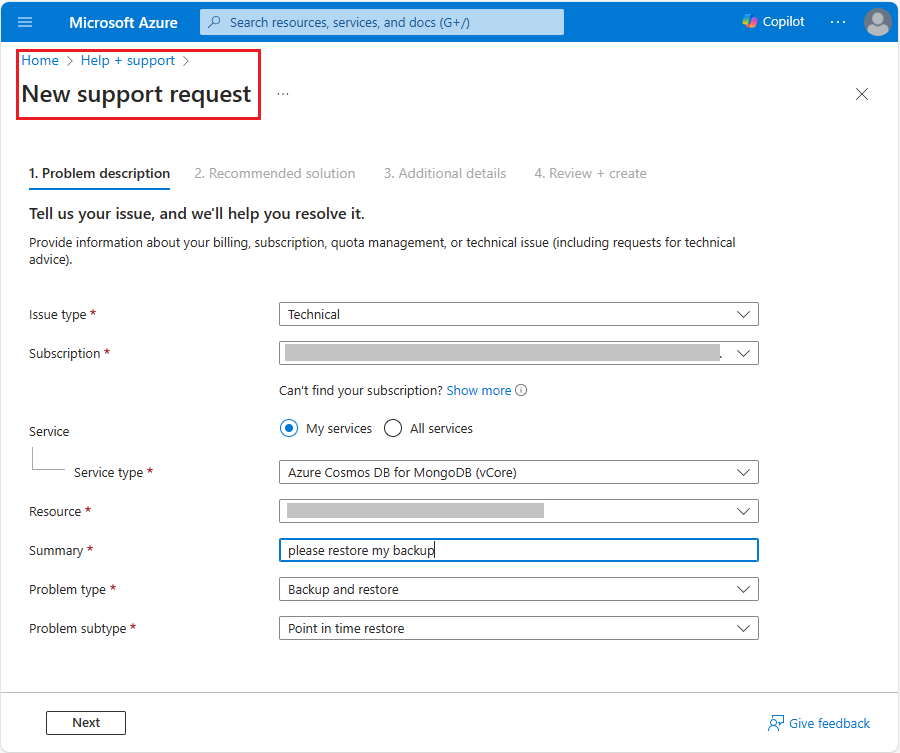 Microsoft Azure
Search resources, services, and docs (G+/)
Copilot
Home > Help + support >
New support request
1. Problem description
2. Recommended solution
3. Additional details
4. Review + create
Tell us your issue, and we'll help you resolve it.
Provide information about your billing, subscription, quota management, or technical issue (including requests for technical
advice).
Issue type *
Technical
Subscription *
Can't find your subscription? Show more
Service
My services
All services
Service type *
Azure Cosmos DB for MongoDB (vCore)
Resource *
Summary *
please restore my backup
Problem type *
Backup and restore
Problem subtype *
Point in time restore
Next
Give feedback